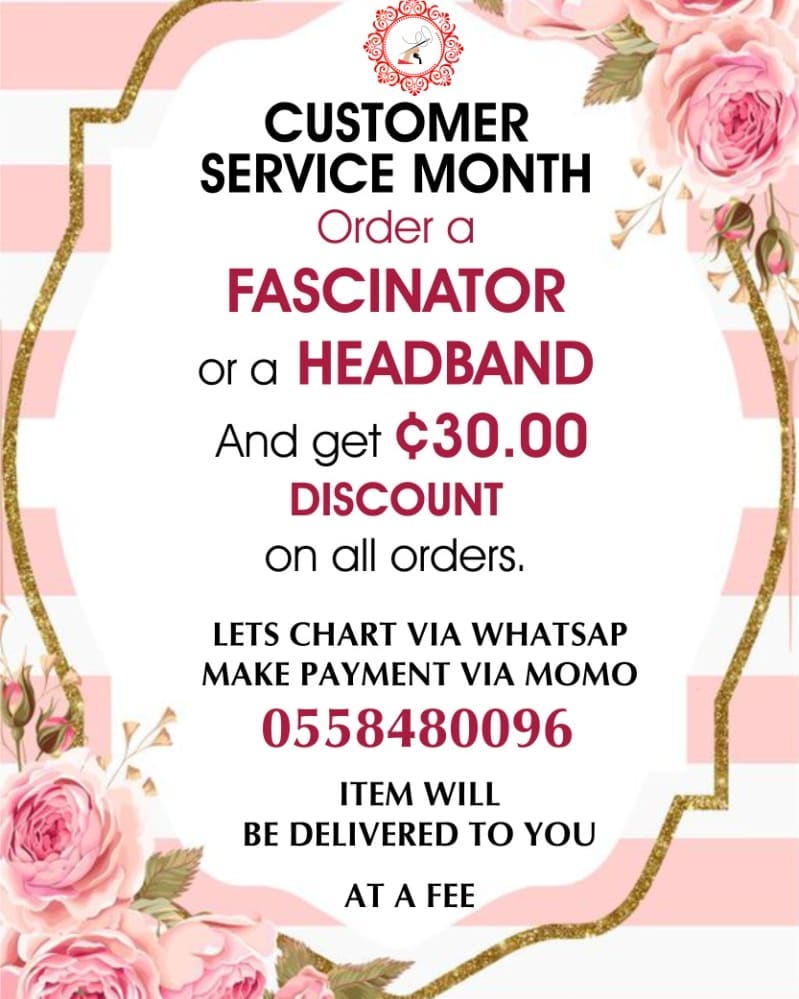 CUSTOMER
SERVICE MONTH
Order a
FASCINATOR
or a HEADBAND
And get ₵30.00
DISCOUNT
on all orders.
LETS CHART VIA WHATSAP
MAKE PAYMENT VIA MOMO
0558480096
ITEM WILL
BE DELIVERED TO YOU
AT A FEE